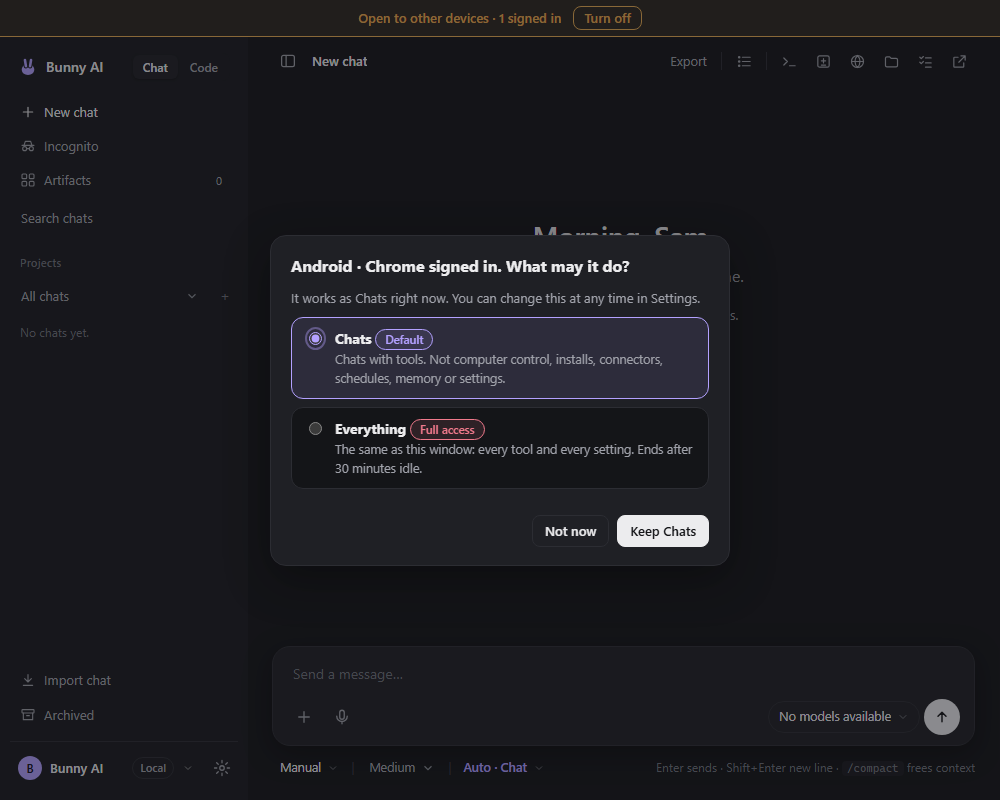 Open to other devices · 1 signed in
Turn off
Bunny AI
Chat
Code
New chat
Export
New chat
Incognito
Artifacts
0
Search chats
Projects
All chats
No chats yet.
Morning, Sam
Android · Chrome signed in. What may it do?
It works as Chats right now. You can change this at any time in Settings.
Chats Default
Chats with tools. Not computer control, installs, connectors,
schedules, memory or settings.
Everything Full access
The same as this window: every tool and every setting. Ends after
30 minutes idle.
Not now
Keep Chats
Import chat
Archived
B
Bunny AI
Local
Send a message...
No models available
Manual
Medium
Auto · Chat
Enter sends · Shift+Enter new line · /compact frees context